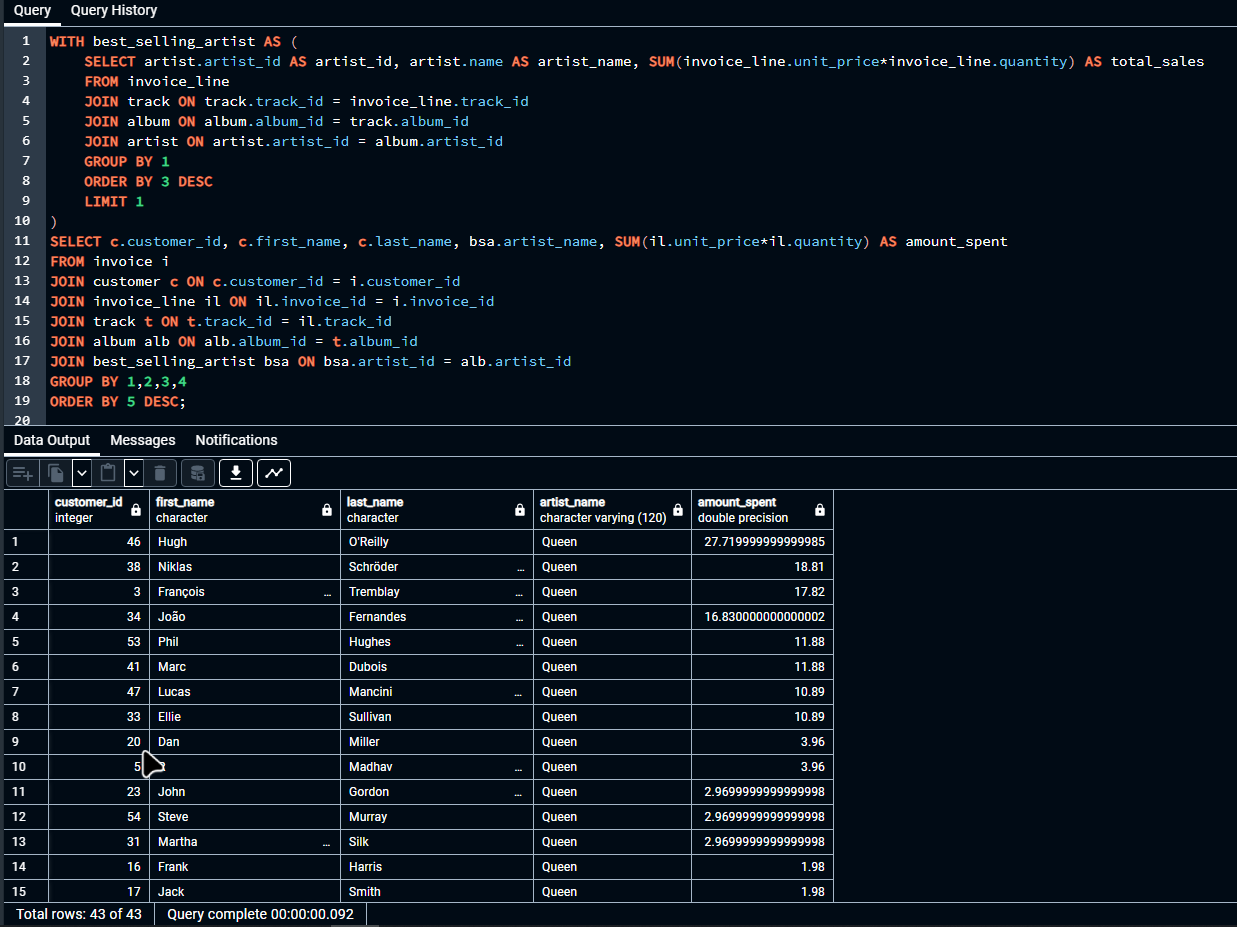 Query Query History
1 WITH best_selling_artist AS (
2 SELECT artist.artist_id AS artist_id, artist.name AS artist_name, SUM(invoice_line.unit_price*invoice_line.quantity) AS total_sales
3 FROM invoice_line
4 JOIN track ON track.track_id = invoice_line.track_id
5 JOIN album ON album.album_id = track.album_id
6 JOIN artist ON artist.artist_id = album.artist_id
7 GROUP BY 1
8 ORDER BY 3 DESC
9 LIMIT 1
10 )
11 SELECT c.customer_id, c.first_name, c.last_name, bsa.artist_name, SUM(il.unit_price*il.quantity) AS amount_spent
12 FROM invoice i
13 JOIN customer c ON c.customer_id = i.customer_id
14 JOIN invoice_line il ON il.invoice_id = i.invoice_id
15 JOIN track t ON t.track_id = il.track_id
16 JOIN album alb ON alb.album_id = t.album_id
17 JOIN best_selling_artist bsa ON bsa.artist_id = alb.artist_id
18 GROUP BY 1,2,3,4
19 ORDER BY 5 DESC;
20
Data Output Messages Notifications
customer_id first_name last_name artist_name amount_spent
integer character character character varying (120) double precision
1 46 Hugh O'Reilly Queen 27.719999999999985
2 38 Niklas Schröder ... Queen 18.81
3 3 François ... Tremblay ... Queen 17.82
4 34 João Fernandes ... Queen 16.830000000000002
5 53 Phil Hughes ... Queen 11.88
6 41 Marc Dubois Queen 11.88
7 47 Lucas Mancini ... Queen 10.89
8 33 Ellie Sullivan Queen 10.89
9 20 Dan Miller Queen 3.96
10 5 Madhav ... Queen 3.96
11 23 John Gordon ... Queen 2.9699999999999998
12 54 Steve Murray Queen 2.9699999999999998
13 31 Martha ... Silk Queen 2.9699999999999998
14 16 Frank Harris Queen 1.98
15 17 Jack Smith Queen 1.98
Total rows: 43 of 43 Query complete 00:00:00.092